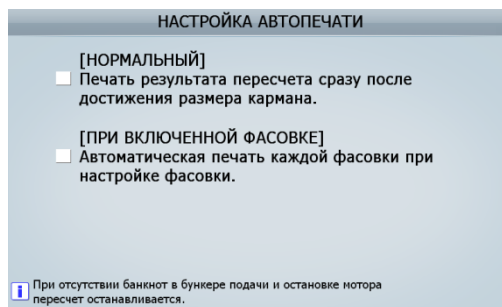 НАСТРОЙКА АВТОПЕЧАТИ
[НОРМАЛЬНЫЙ]
Печать результата пересчета сразу после
достижения размера кармана.
[ПРИ ВКЛЮЧЕННОЙ ФАСОВКЕ]
Автоматическая печать каждой фасовки при
настройке фасовки.
При отсутствии банкнот в бункере подачи и остановке мотора
пересчет останавливается.